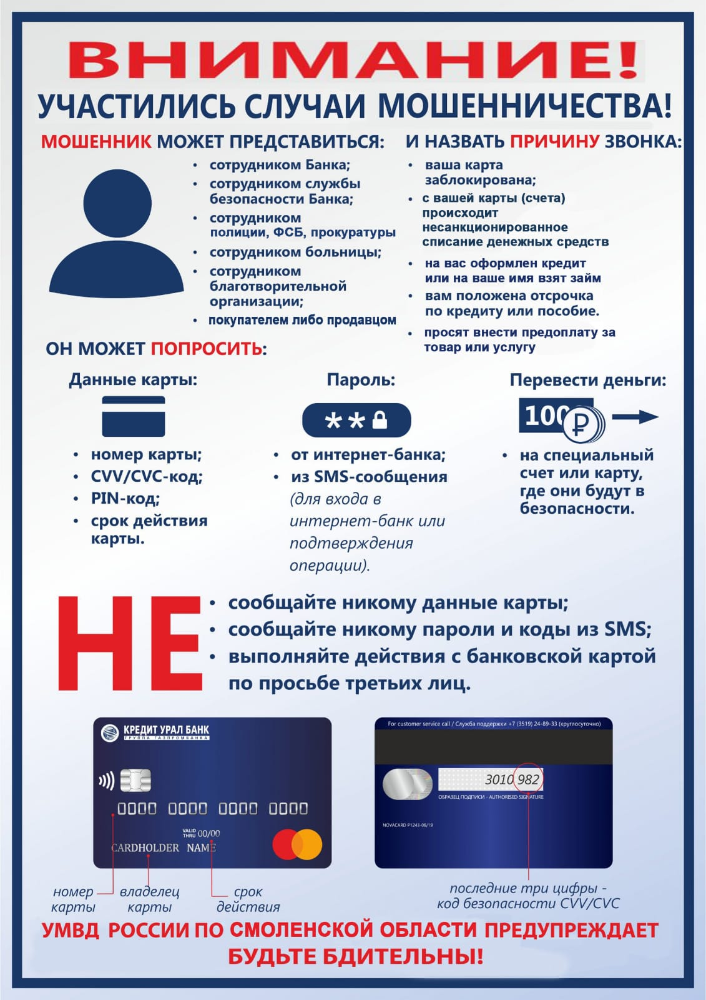 ВНИМАНИЕ!
УЧАСТИЛИСЬ СЛУЧАИ МОШЕННИЧЕСТВА!
МОШЕННИК МОЖЕТ ПРЕДСТАВИТЬСЯ:
• сотрудником Банка;
• сотрудником службы
безопасности Банка;
• сотрудником
полиции, ФСБ, прокуратуры
• сотрудником больницы;
• сотрудником
благотворительной
организации;
• покупателем либо продавцом
И НАЗВАТЬ ПРИЧИНУ ЗВОНКА:
• ваша карта
заблокирована;
• с вашей карты (счета)
происходит
несанкционированное
списание денежных средств
• на вас оформлен кредит
или на ваше имя взят займ
• вам положена отсрочка
по кредиту или пособие.
• просят внести предоплату за
товар или услугу
ОН МОЖЕТ ПОПРОСИТЬ:
Данные карты:
• номер карты;
• CVV/CVC-код;
• PIN-код;
• срок действия
карты.
Пароль:
**
• от интернет-банка;
• из SMS-сообщения
(для входа в
интернет-банк или
подтверждения
операции).
Перевести деньги:
100 ₽
• на специальный
счет или карту,
где они будут в
безопасности.
НЕ
• сообщайте никому данные карты;
• сообщайте никому пароли и коды из SMS;
• выполняйте действия с банковской картой
по просьбе третьих лиц.
КРЕДИТ УРАЛ БАНК
ГРУППА ГАЗПРОМБАНКА
0000 0000 0000 0000
VALID
THRU 00/00
CARDHOLDER NAME
номер
карты
владелец
карты
срок
действия
For customer service call / Служба поддержки +7 (3519) 24-89-33 (круглосуточно)
3010 982
ОБРАЗЕЦ ПОДПИСИ - AUTHORISED SIGNATURE
NOVACARD P1243-06/19
последние три цифры -
код безопасности CVV/CVC
УМВД РОССИИ ПО СМОЛЕНСКОЙ ОБЛАСТИ ПРЕДУПРЕЖДАЕТ
БУДЬТЕ БДИТЕЛЬНЫ!